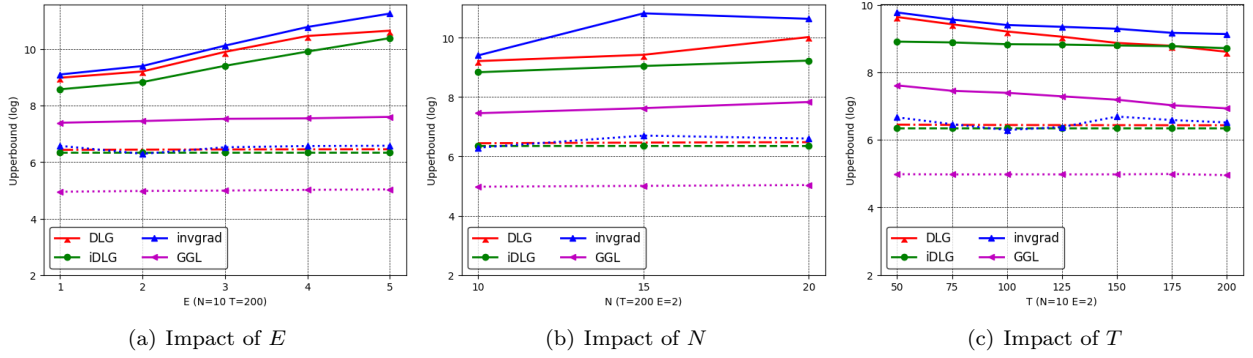 Upperbound (log)
10
8
6
4
2
DLG
iDLG
invgrad
GGL
1 2 3 4 5
E (N=10 T=200)
(a) Impact of E
Upperbound (log)
10
8
6
4
2
DLG
iDLG
invgrad
GGL
10 15 20
N (T=200 E=2)
(b) Impact of N
Upperbound (log)
10
8
6
4
2
DLG
iDLG
invgrad
GGL
50 75 100 125 150 175 200
T (N=10 E=2)
(c) Impact of T